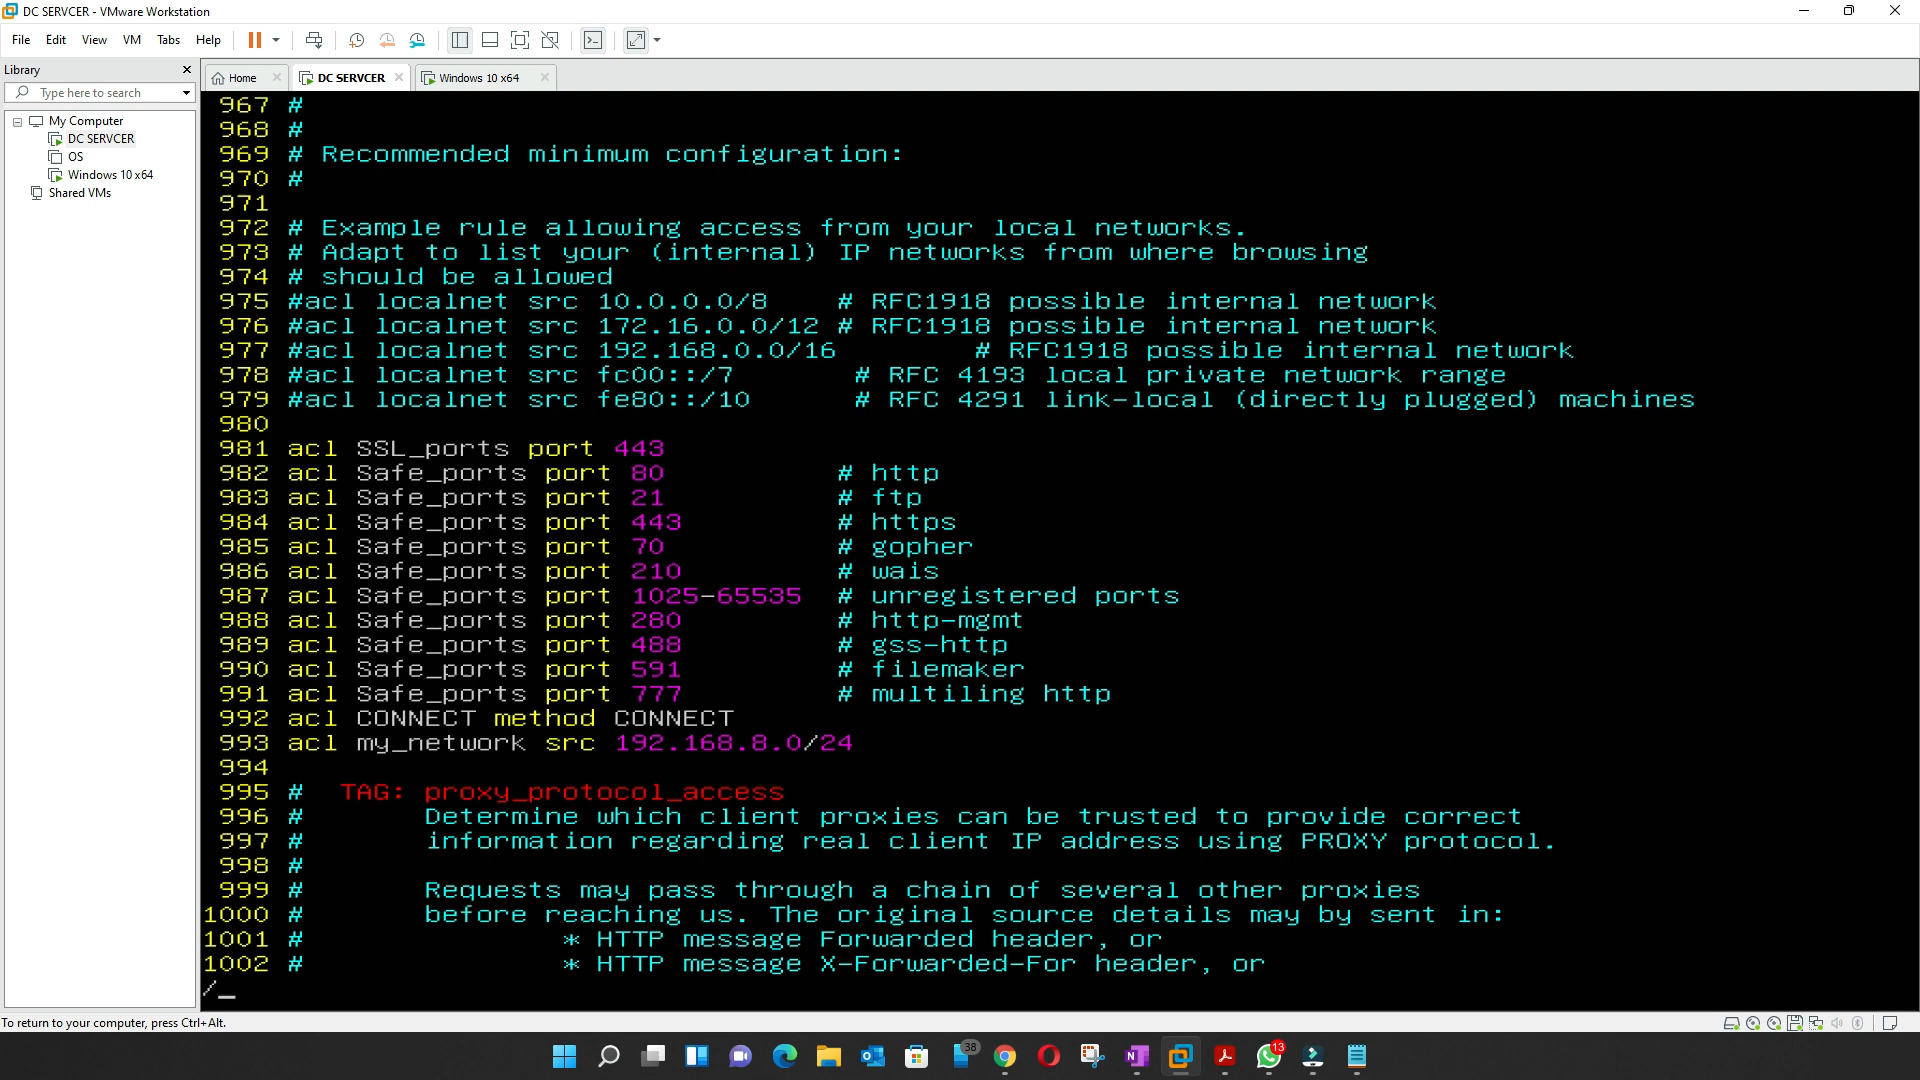 DC SERVCER - VMware Workstation
File Edit View VM Tabs Help
Library
Type here to search
My Computer
DC SERVCER
OS
Windows 10 x64
Shared VMs
Home
DC SERVCER
Windows 10 x64
967 #
968 #
969 # Recommended minimum configuration:
970 #
971
972 # Example rule allowing access from your local networks.
973 # Adapt to list your (internal) IP networks from where browsing
974 # should be allowed
975 #acl localnet src 10.0.0.0/8 # RFC1918 possible internal network
976 #acl localnet src 172.16.0.0/12 # RFC1918 possible internal network
977 #acl localnet src 192.168.0.0/16 # RFC1918 possible internal network
978 #acl localnet src fc00::/7 # RFC 4193 local private network range
979 #acl localnet src fe80::/10 # RFC 4291 link-local (directly plugged) machines
980
981 acl SSL_ports port 443
982 acl Safe_ports port 80 # http
983 acl Safe_ports port 21 # ftp
984 acl Safe_ports port 443 # https
985 acl Safe_ports port 70 # gopher
986 acl Safe_ports port 210 # wais
987 acl Safe_ports port 1025-65535 # unregistered ports
988 acl Safe_ports port 280 # http-mgmt
989 acl Safe_ports port 488 # gss-http
990 acl Safe_ports port 591 # filemaker
991 acl Safe_ports port 777 # multiling http
992 acl CONNECT method CONNECT
993 acl my_network src 192.168.8.0/24
994
995 # TAG: proxy_protocol_access
996 # Determine which client proxies can be trusted to provide correct
997 # information regarding real client IP address using PROXY protocol.
998 #
999 # Requests may pass through a chain of several other proxies
1000 # before reaching us. The original source details may by sent in:
1001 # * HTTP message Forwarded header, or
1002 # * HTTP message X-Forwarded-For header, or
/_
To return to your computer, press Ctrl+Alt.
38
13